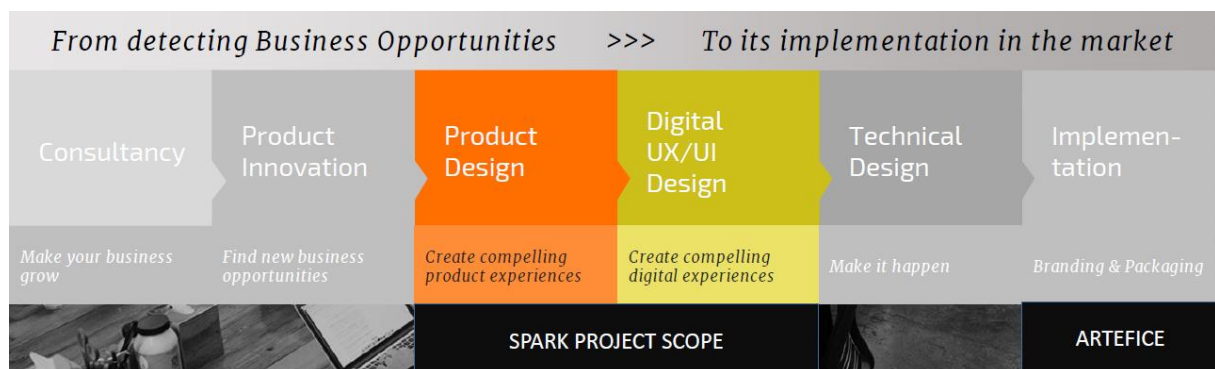 From detecting Business Opportunities >>> To its implementation in the market
Consultancy
Product
Innovation
Product
Design
Digital
UX/UI
Design
Technical
Design
Implemen-
tation
Make your business
grow
Find new business
opportunities
Create compelling
product experiences
Create compelling
digital experiences
Make it happen
Branding & Packaging
SPARK PROJECT SCOPE
ARTEFICE